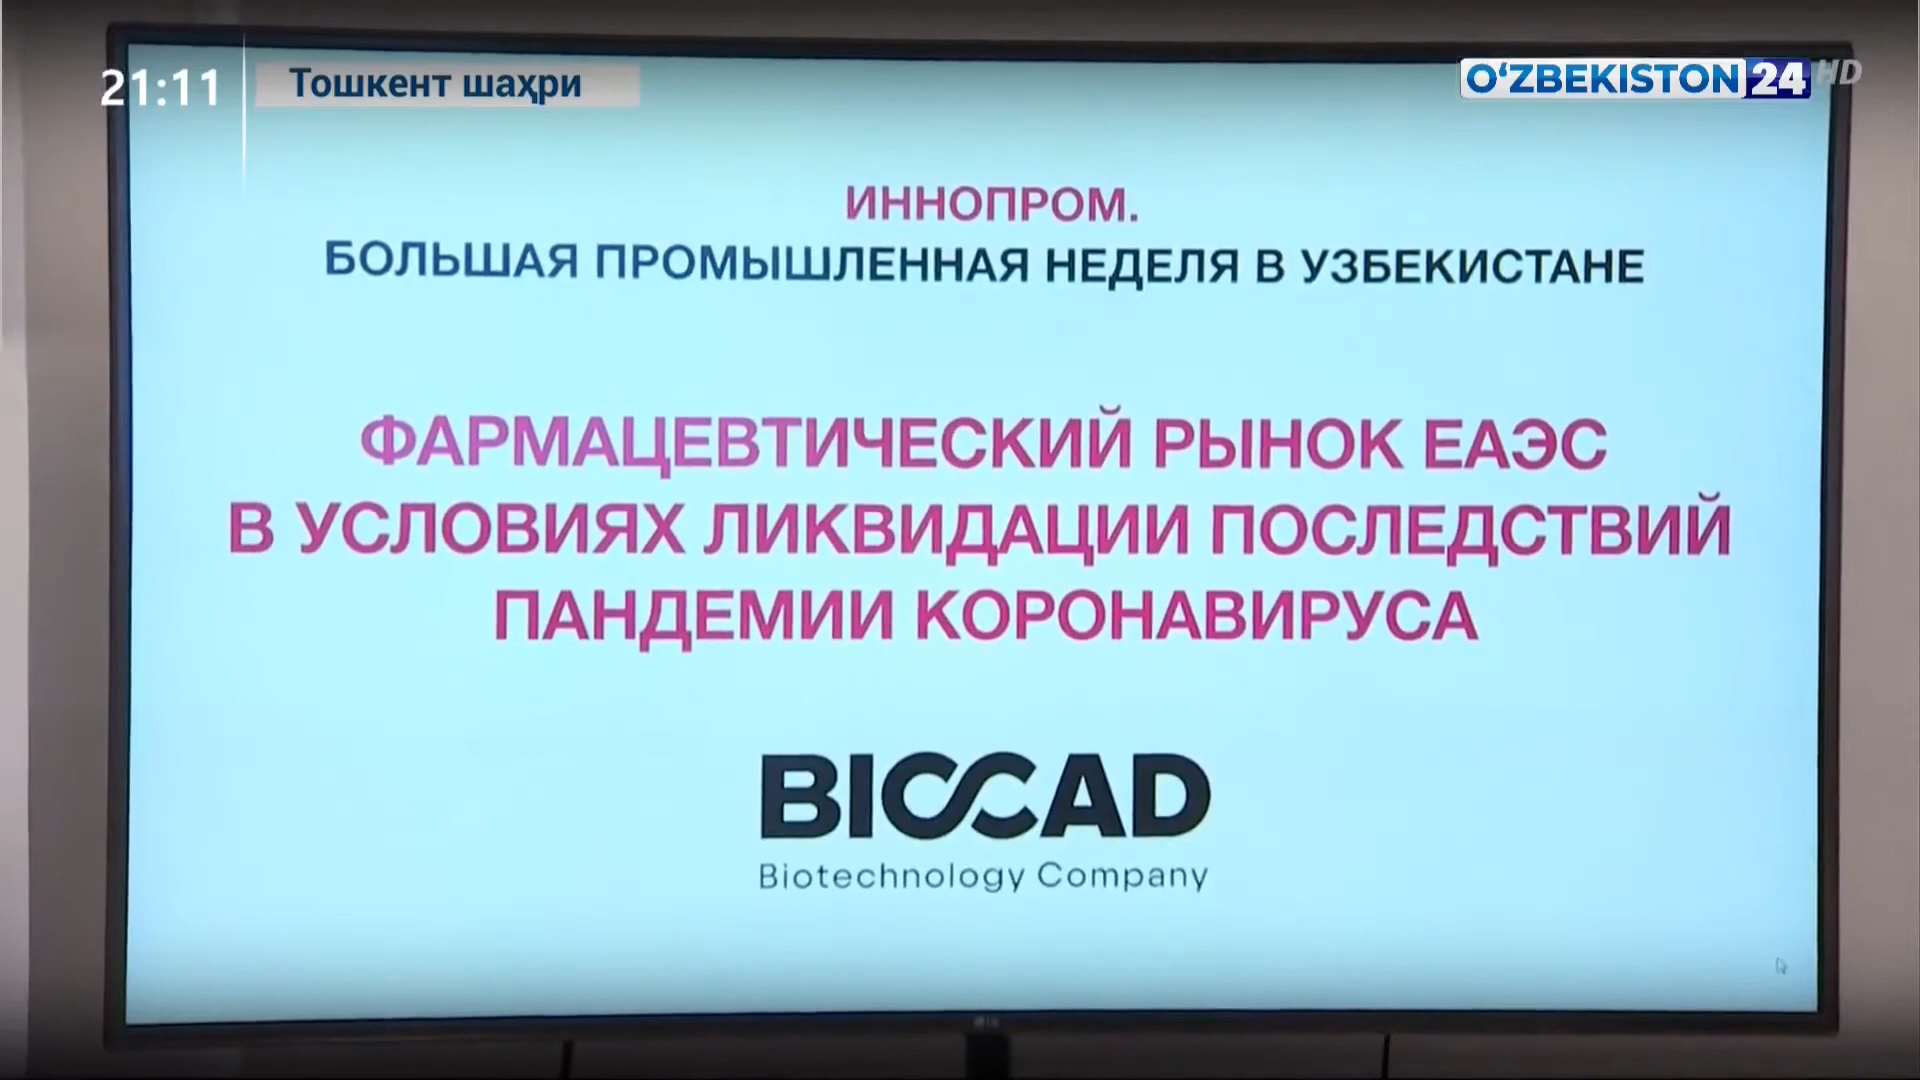 21:11
Тошкент шаҳри
O‘ZBEKISTON 24 HD
ИННОПРОМ.
БОЛЬШАЯ ПРОМЫШЛЕННАЯ НЕДЕЛЯ В УЗБЕКИСТАНЕ
ФАРМАЦЕВТИЧЕСКИЙ РЫНОК ЕАЭС
В УСЛОВИЯХ ЛИКВИДАЦИИ ПОСЛЕДСТВИЙ
ПАНДЕМИИ КОРОНАВИРУСА
BIOCAD
Biotechnology Company
LG